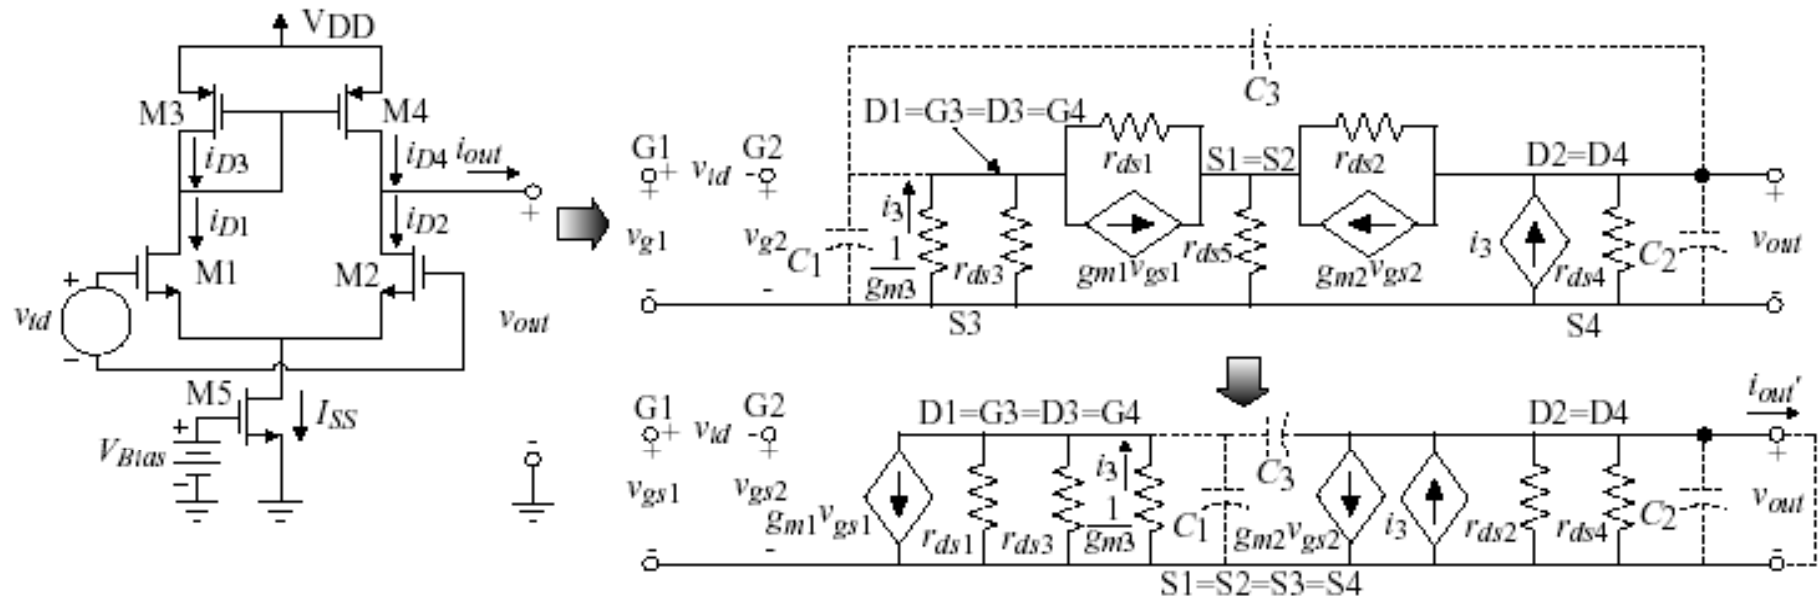 VDD
M3
M4
iD3
iD4
iout
+
iD1
iD2
M1
M2
+
vid
−
vout
M5
ISS
+
VBias
−
-
C3
D1=G3=D3=G4
G1
G2
+ vid -
rds1
S1=S2
rds2
D2=D4
+
+
i3
+
vg1
vg2
C1
1
gm3
rds3
gm1vgs1
rds5
gm2vgs2
i3
rds4
C2
vout
-
-
-
S3
S4
iout'
G1
G2
D1=G3=D3=G4
D2=D4
+ vid -
+
+
i3
C3
+
vgs1
vgs2
gm1vgs1
rds1
rds3
1
gm3
C1
gm2vgs2
i3
rds2
rds4
C2
vout
-
-
-
S1=S2=S3=S4